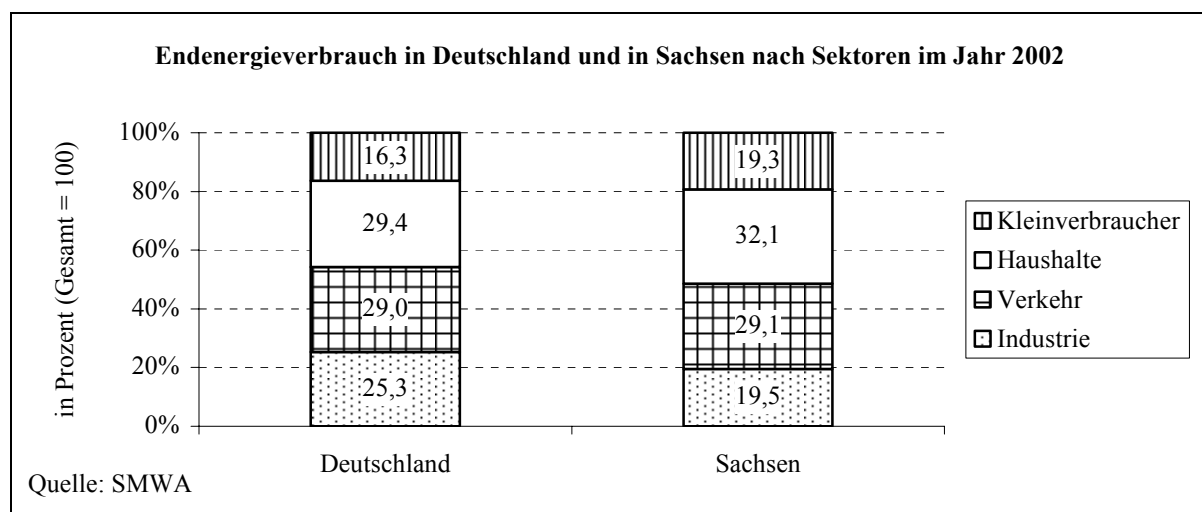 Endenergieverbrauch in Deutschland und in Sachsen nach Sektoren im Jahr 2002
in Prozent (Gesamt = 100)
100%
80%
60%
40%
20%
0%
16,3
29,4
29,0
25,3
19,3
32,1
29,1
19,5
Deutschland
Sachsen
Kleinverbraucher
Haushalte
Verkehr
Industrie
Quelle: SMWA